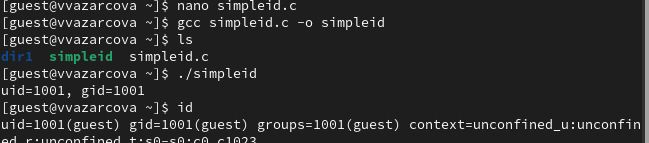 [guest@vvazarcova ~]$ nano simpleid.c
[guest@vvazarcova ~]$ gcc simpleid.c -o simpleid
[guest@vvazarcova ~]$ ls
dir1  simpleid  simpleid.c
[guest@vvazarcova ~]$ ./simpleid
uid=1001, gid=1001
[guest@vvazarcova ~]$ id
uid=1001(guest) gid=1001(guest) groups=1001(guest) context=unconfined_u:unconfin
ed_r:unconfined_t:s0-s0:c0.c1023